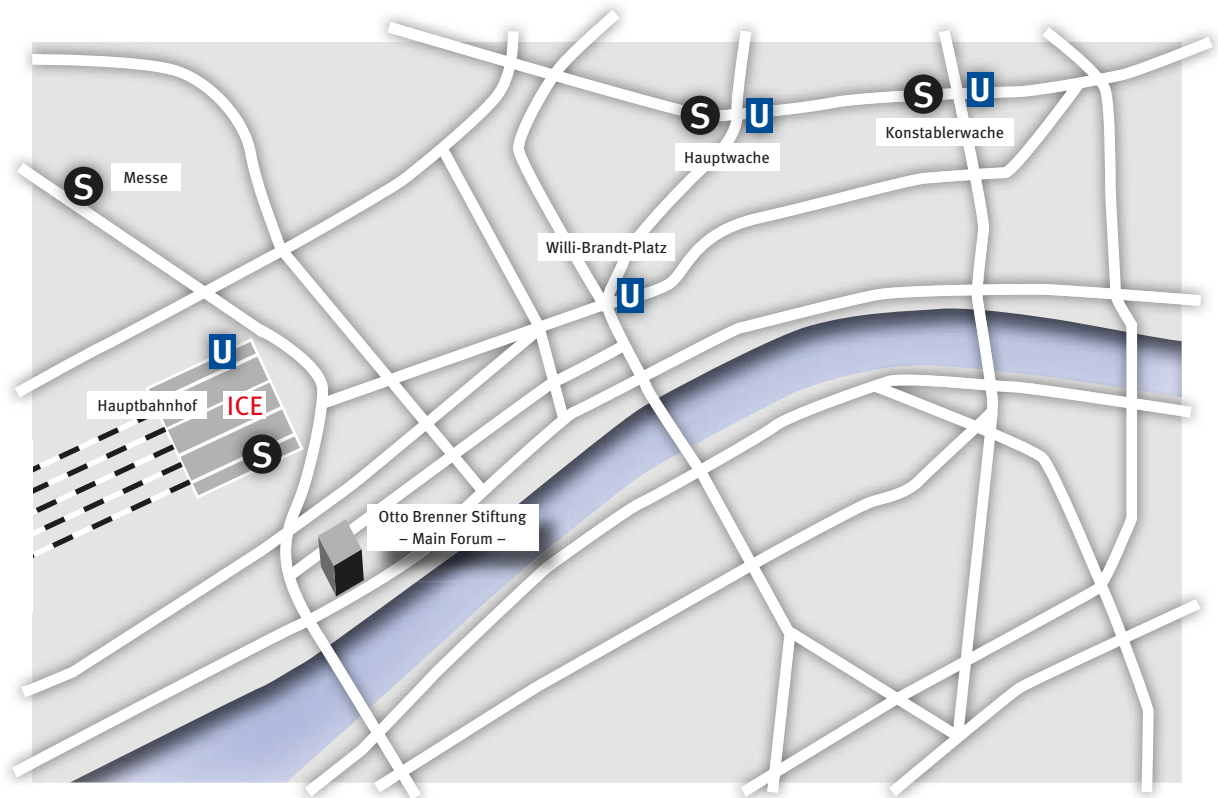 S
U
Konstablerwache
S
U
Hauptwache
S
Messe
Willi-Brandt-Platz
U
U
Hauptbahnhof
ICE
S
Otto Brenner Stiftung
– Main Forum –